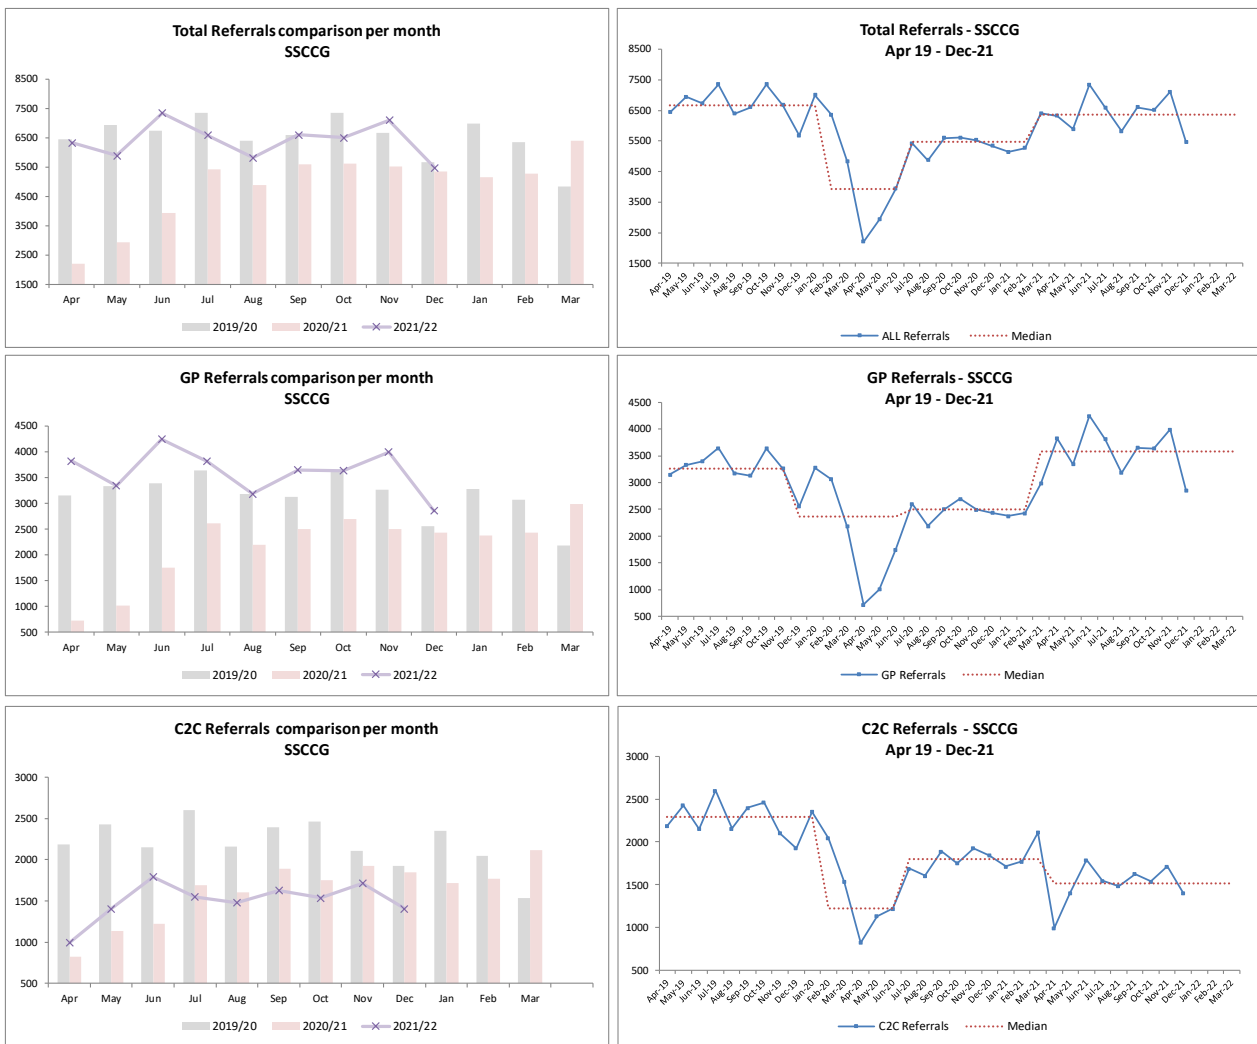 Total Referrals comparison per month
SSCCG
8500
7500
6500
5500
4500
3500
2500
1500
Apr May Jun Jul Aug Sep Oct Nov Dec Jan Feb Mar
2019/20 2020/21 2021/22
Total Referrals - SSCCG
Apr 19 - Dec-21
8500
7500
6500
5500
4500
3500
2500
1500
Apr-19 May-19 Jun-19 Jul-19 Aug-19 Sep-19 Oct-19 Nov-19 Dec-19 Jan-20 Feb-20 Mar-20 Apr-20 May-20 Jun-20 Jul-20 Aug-20 Sep-20 Oct-20 Nov-20 Dec-20 Jan-21 Feb-21 Mar-21 Apr-21 May-21 Jun-21 Jul-21 Aug-21 Sep-21 Oct-21 Nov-21 Dec-21 Jan-22 Feb-22 Mar-22
ALL Referrals Median
GP Referrals comparison per month
SSCCG
4500
4000
3500
3000
2500
2000
1500
1000
500
Apr May Jun Jul Aug Sep Oct Nov Dec Jan Feb Mar
2019/20 2020/21 2021/22
GP Referrals - SSCCG
Apr 19 - Dec-21
4500
4000
3500
3000
2500
2000
1500
1000
500
Apr-19 May-19 Jun-19 Jul-19 Aug-19 Sep-19 Oct-19 Nov-19 Dec-19 Jan-20 Feb-20 Mar-20 Apr-20 May-20 Jun-20 Jul-20 Aug-20 Sep-20 Oct-20 Nov-20 Dec-20 Jan-21 Feb-21 Mar-21 Apr-21 May-21 Jun-21 Jul-21 Aug-21 Sep-21 Oct-21 Nov-21 Dec-21 Jan-22 Feb-22 Mar-22
GP Referrals Median
C2C Referrals comparison per month
SSCCG
3000
2500
2000
1500
1000
500
Apr May Jun Jul Aug Sep Oct Nov Dec Jan Feb Mar
2019/20 2020/21 2021/22
C2C Referrals - SSCCG
Apr 19 - Dec-21
3000
2500
2000
1500
1000
500
Apr-19 May-19 Jun-19 Jul-19 Aug-19 Sep-19 Oct-19 Nov-19 Dec-19 Jan-20 Feb-20 Mar-20 Apr-20 May-20 Jun-20 Jul-20 Aug-20 Sep-20 Oct-20 Nov-20 Dec-20 Jan-21 Feb-21 Mar-21 Apr-21 May-21 Jun-21 Jul-21 Aug-21 Sep-21 Oct-21 Nov-21 Dec-21 Jan-22 Feb-22 Mar-22
C2C Referrals Median